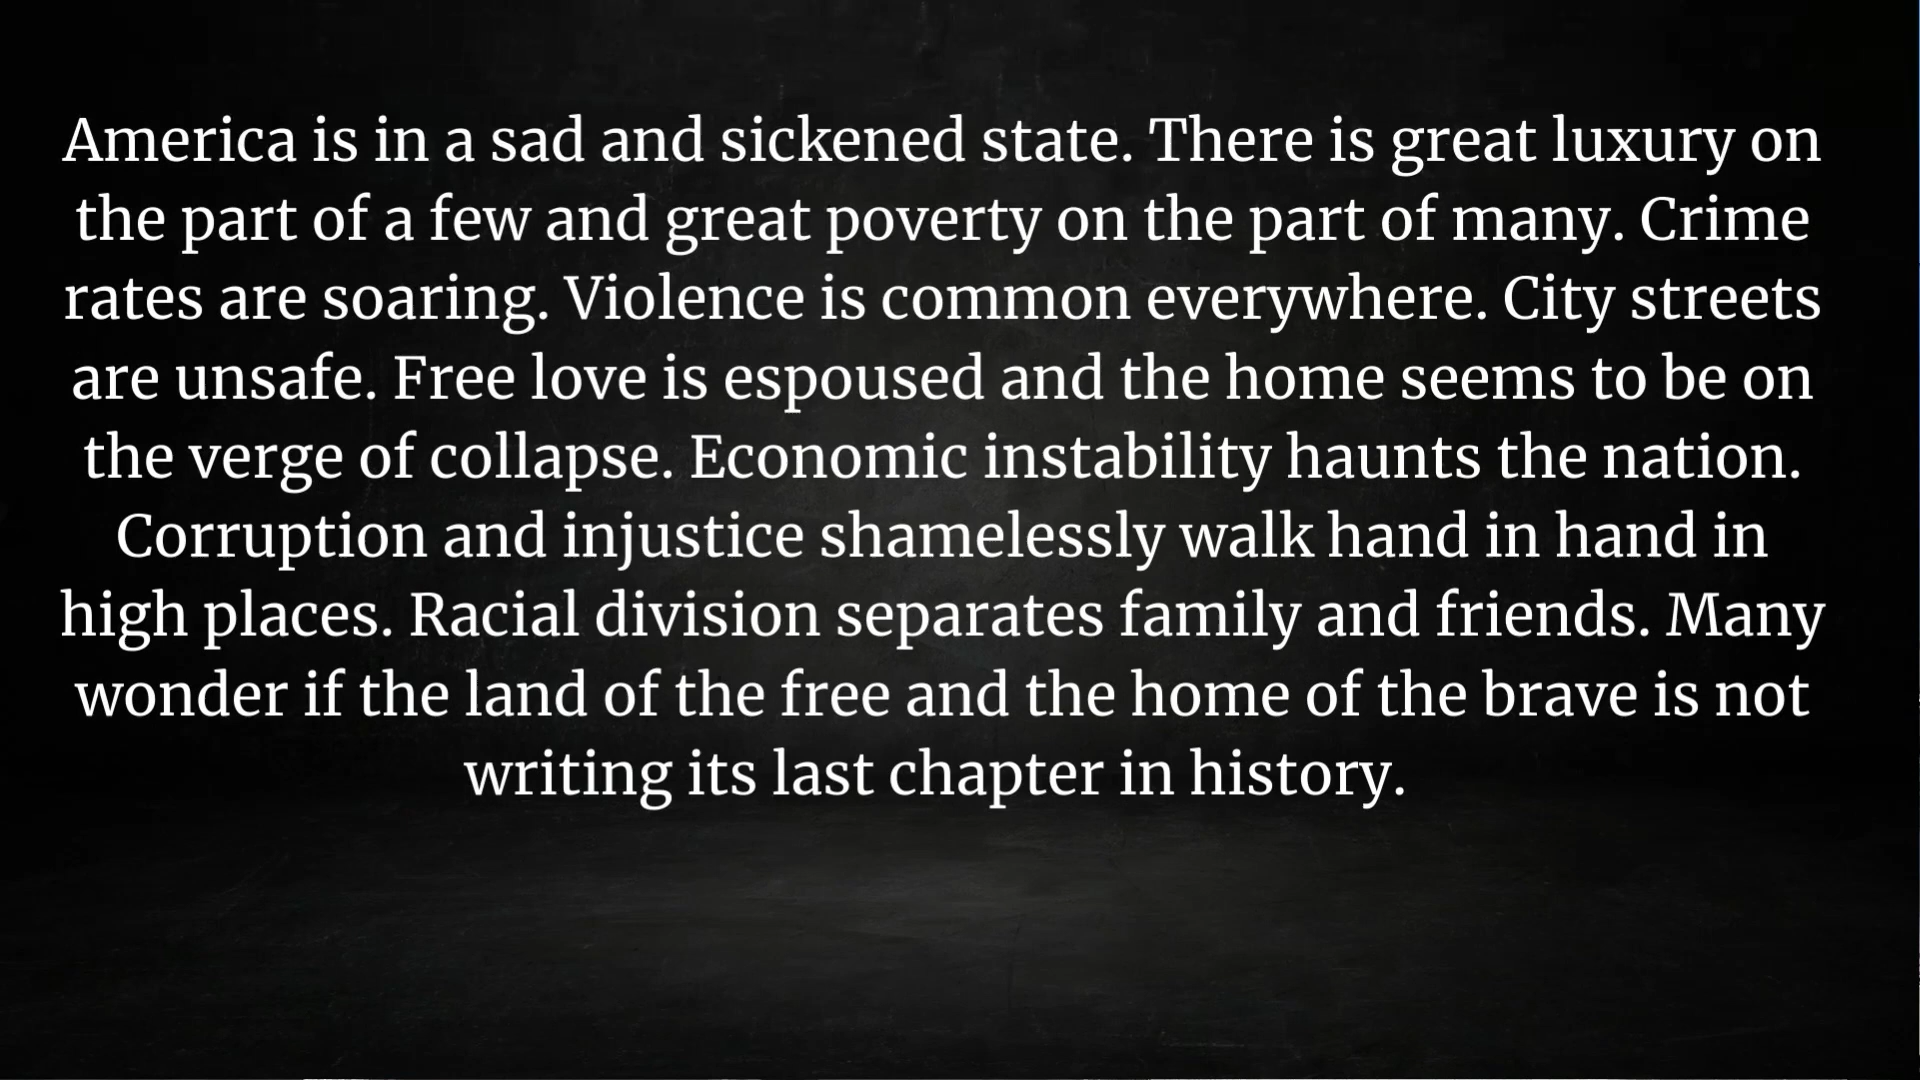 America is in a sad and sickened state. There is great luxury on
the part of a few and great poverty on the part of many. Crime
rates are soaring. Violence is common everywhere. City streets
are unsafe. Free love is espoused and the home seems to be on
the verge of collapse. Economic instability haunts the nation.
Corruption and injustice shamelessly walk hand in hand in
high places. Racial division separates family and friends. Many
wonder if the land of the free and the home of the brave is not
writing its last chapter in history.